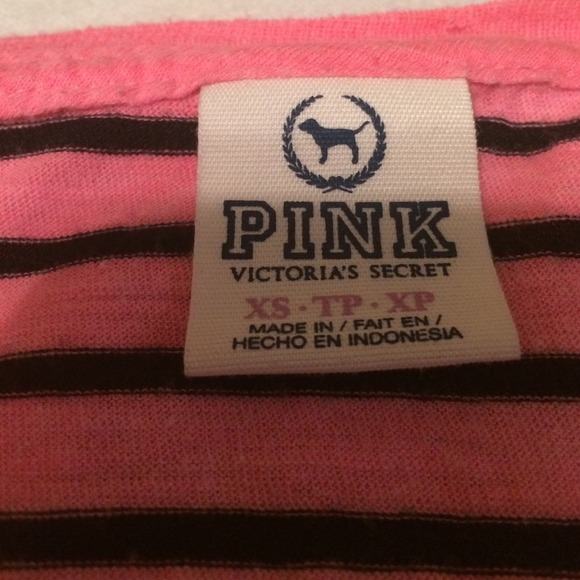 PINK
VICTORIA'S SECRET
XS · TP · XP
MADE IN / FAIT EN /
HECHO EN INDONESIA